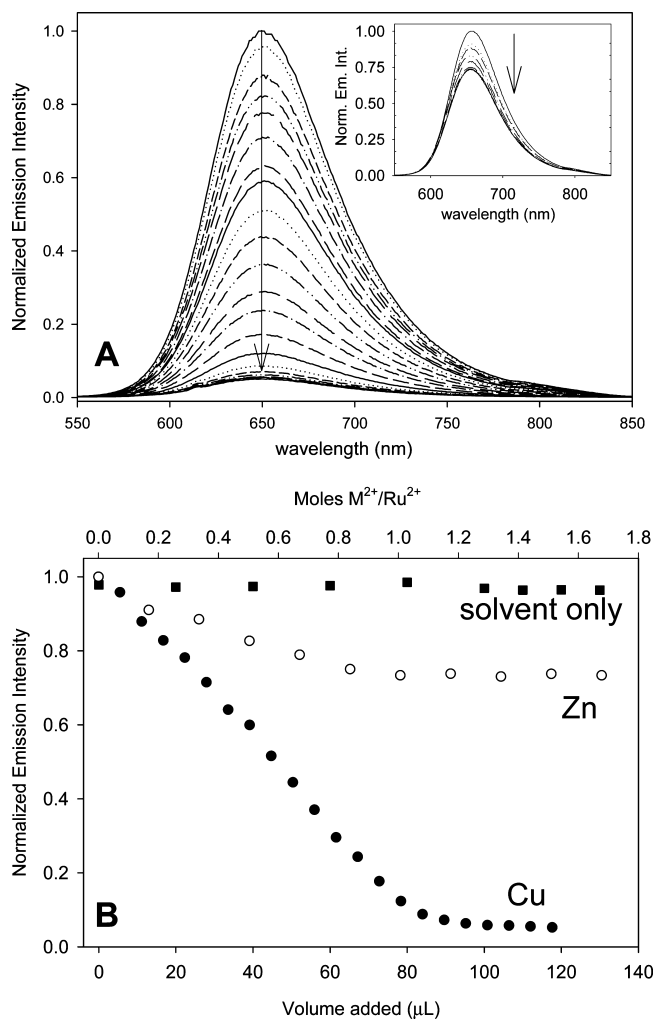 1.0
0.8
0.6
0.4
0.2
0.0
Normalized Emission Intensity
A
550 600 650 700 750 800 850
wavelength (nm)
1.00
0.75
0.50
0.25
0.00
Norm. Em. Int.
600 700 800
wavelength (nm)
Moles M²⁺/Ru²⁺
0.0 0.2 0.4 0.6 0.8 1.0 1.2 1.4 1.6 1.8
1.0
0.8
0.6
0.4
0.2
0.0
Normalized Emission Intensity
solvent only
Zn
Cu
B
0 20 40 60 80 100 120 140
Volume added (μL)